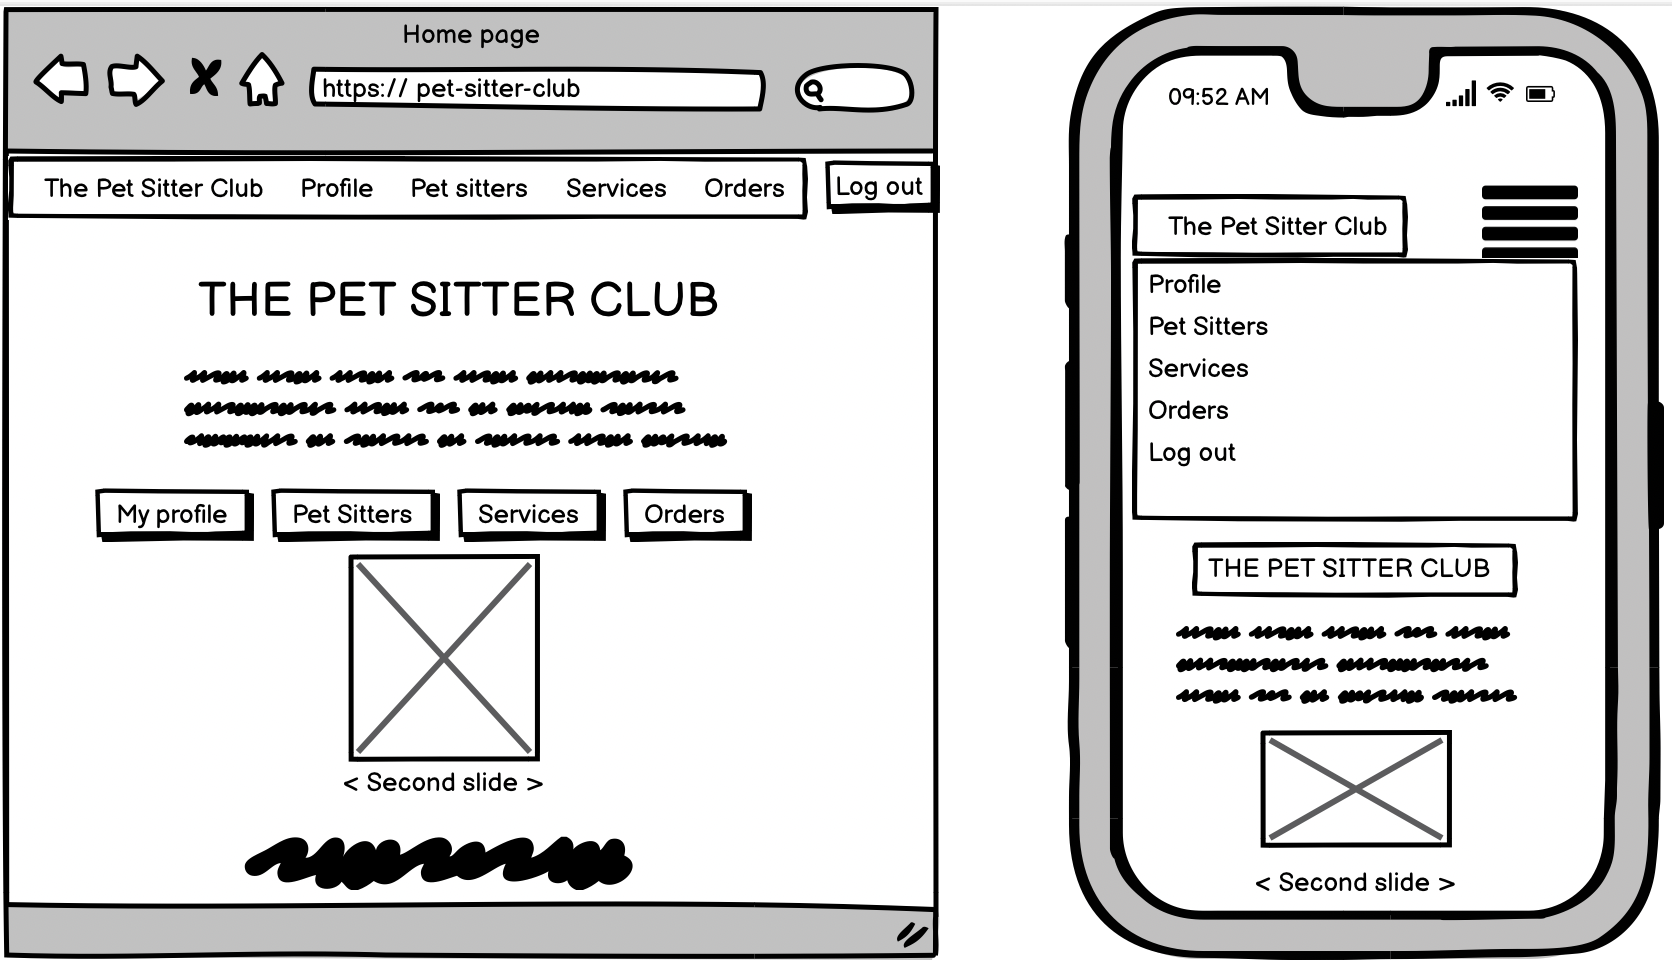 Home page
https:// pet-sitter-club
The Pet Sitter Club Profile Pet sitters Services Orders Log out
THE PET SITTER CLUB
My profile Pet Sitters Services Orders
< Second slide >
09:52 AM
The Pet Sitter Club
Profile
Pet Sitters
Services
Orders
Log out
THE PET SITTER CLUB
< Second slide >